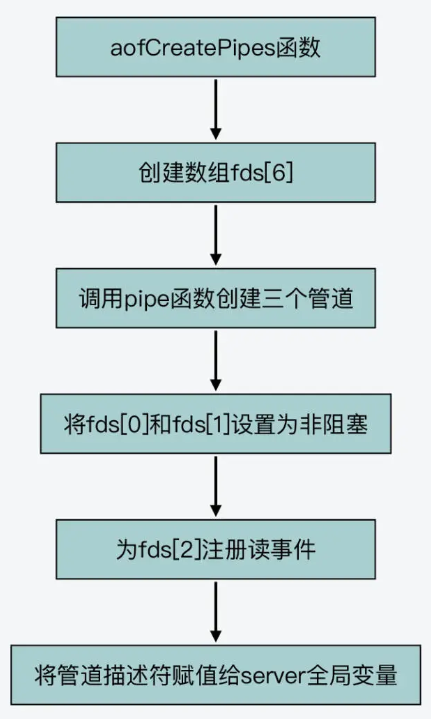 aofCreatePipes函数
创建数组fds[6]
调用pipe函数创建三个管道
将fds[0]和fds[1]设置为非阻塞
为fds[2]注册读事件
将管道描述符赋值给server全局变量